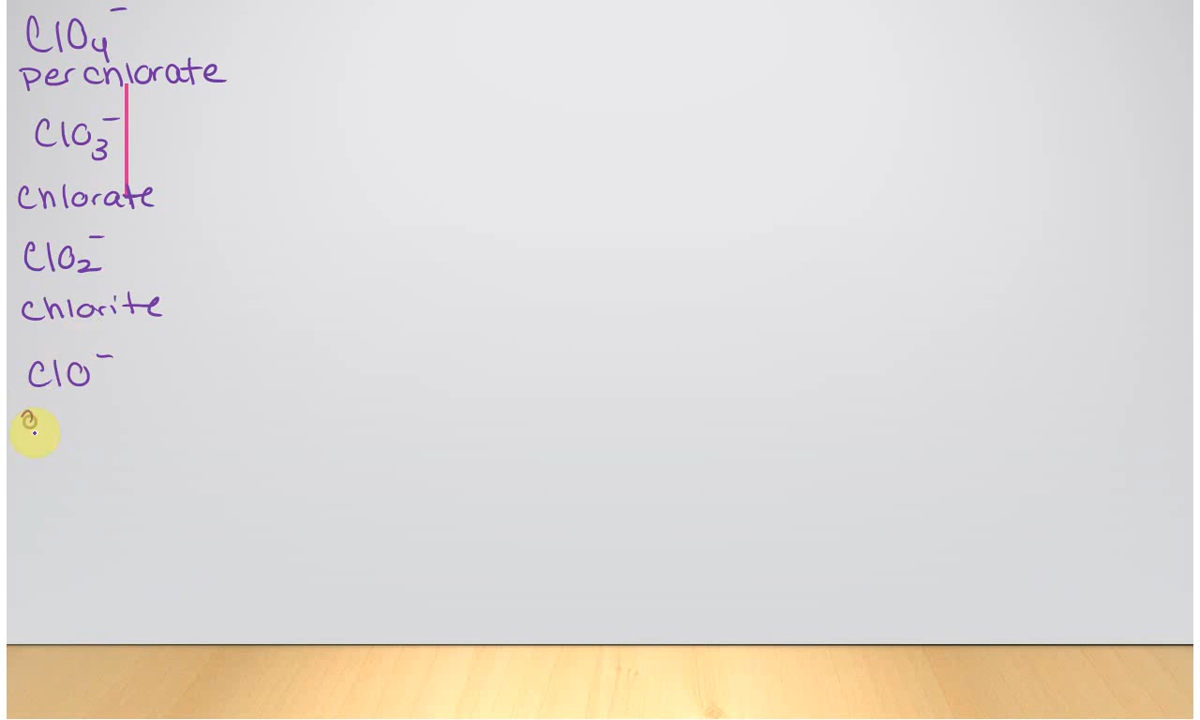 ClO₄⁻
perchlorate
ClO₃⁻
chlorate
ClO₂⁻
chlorite
ClO⁻